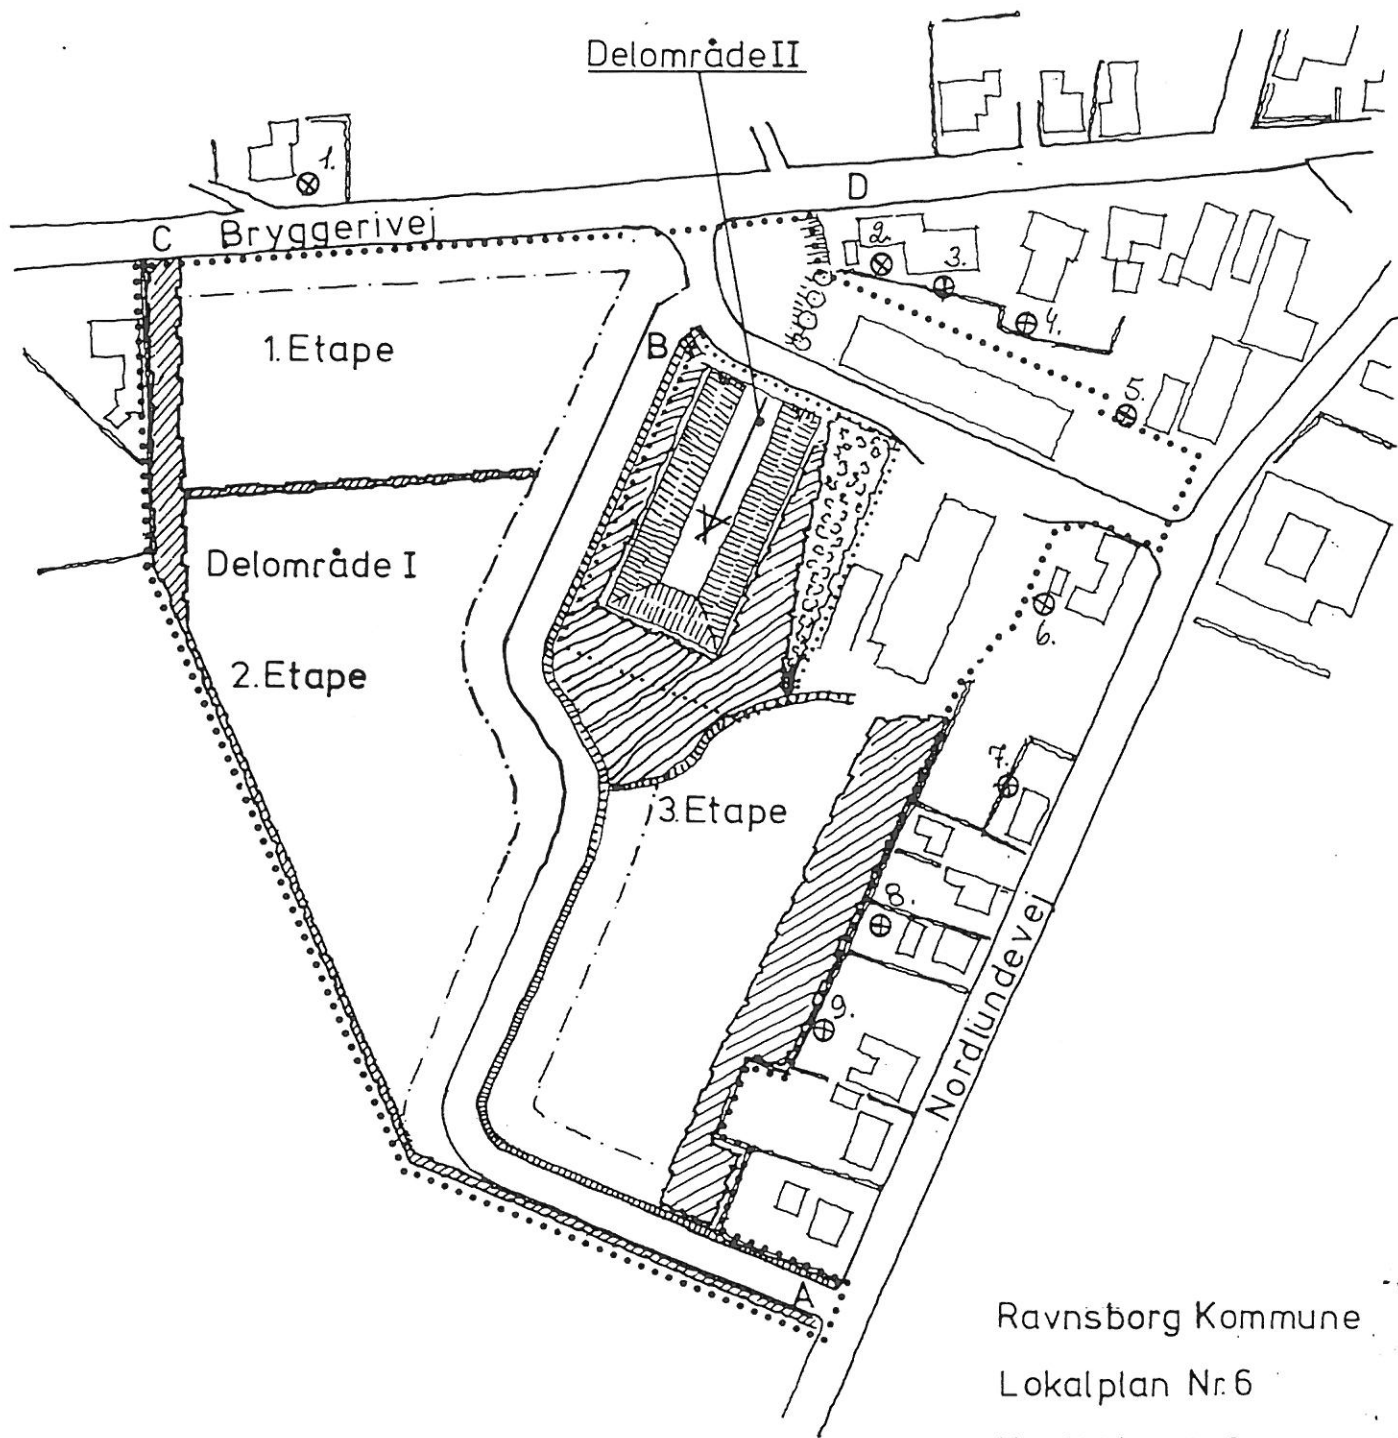 Delområde II
1.
D
C Bryggerivej
2.
3.
4.
B
1. Etape
5.
Delområde I
6.
2. Etape
7.
3. Etape
8.
9.
Nordlundevej
A
Ravnsborg Kommune
Lokalplan Nr. 6